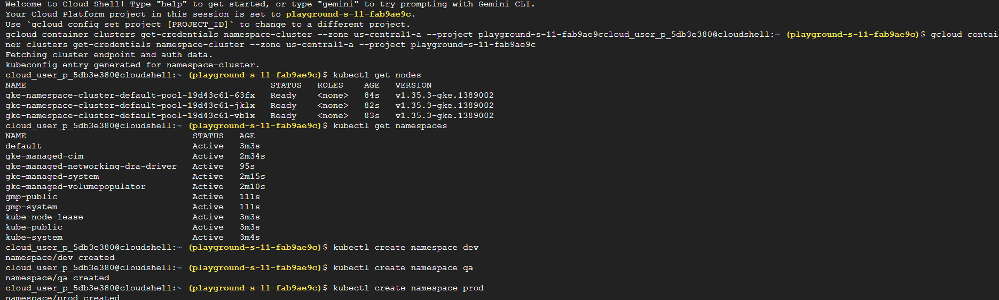 Welcome to Cloud Shell! Type "help" to get started, or type "gemini" to try prompting with Gemini CLI.
Your Cloud Platform project in this session is set to playground-s-11-fab9ae9c.
Use `gcloud config set project [PROJECT_ID]` to change to a different project.
gcloud container clusters get-credentials namespace-cluster --zone us-central1-a --project playground-s-11-fab9ae9ccloud_user_p_5db3e380@cloudshell:~ (playground-s-11-fab9ae9c)$ gcloud contai
ner clusters get-credentials namespace-cluster --zone us-central1-a --project playground-s-11-fab9ae9c
Fetching cluster endpoint and auth data.
kubeconfig entry generated for namespace-cluster.
cloud_user_p_5db3e380@cloudshell:~ (playground-s-11-fab9ae9c)$ kubectl get nodes
NAME                                               STATUS   ROLES    AGE   VERSION
gke-namespace-cluster-default-pool-19d43c61-63fx   Ready    <none>   84s   v1.35.3-gke.1389002
gke-namespace-cluster-default-pool-19d43c61-jklx   Ready    <none>   82s   v1.35.3-gke.1389002
gke-namespace-cluster-default-pool-19d43c61-vb1x   Ready    <none>   83s   v1.35.3-gke.1389002
cloud_user_p_5db3e380@cloudshell:~ (playground-s-11-fab9ae9c)$ kubectl get namespaces
NAME                                STATUS   AGE
default                             Active   3m3s
gke-managed-cim                     Active   2m34s
gke-managed-networking-dra-driver   Active   95s
gke-managed-system                  Active   2m15s
gke-managed-volumepopulator         Active   2m10s
gmp-public                          Active   111s
gmp-system                          Active   111s
kube-node-lease                     Active   3m3s
kube-public                         Active   3m3s
kube-system                         Active   3m4s
cloud_user_p_5db3e380@cloudshell:~ (playground-s-11-fab9ae9c)$ kubectl create namespace dev
namespace/dev created
cloud_user_p_5db3e380@cloudshell:~ (playground-s-11-fab9ae9c)$ kubectl create namespace qa
namespace/qa created
cloud_user_p_5db3e380@cloudshell:~ (playground-s-11-fab9ae9c)$ kubectl create namespace prod
namespace/prod created